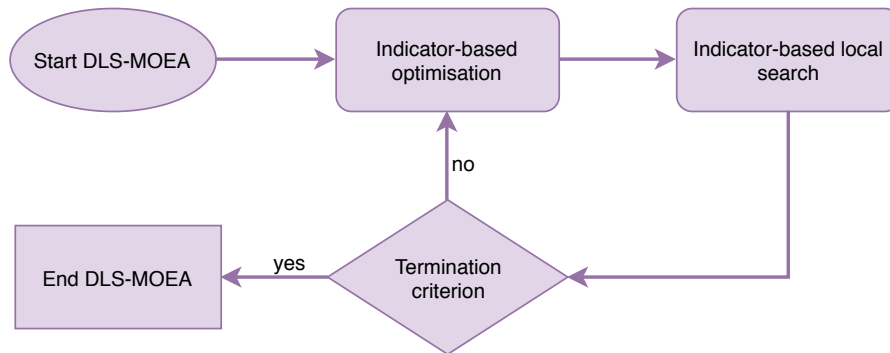 Start DLS-MOEA
Indicator-based
optimisation
Indicator-based local
search
no
yes
Termination
criterion
End DLS-MOEA